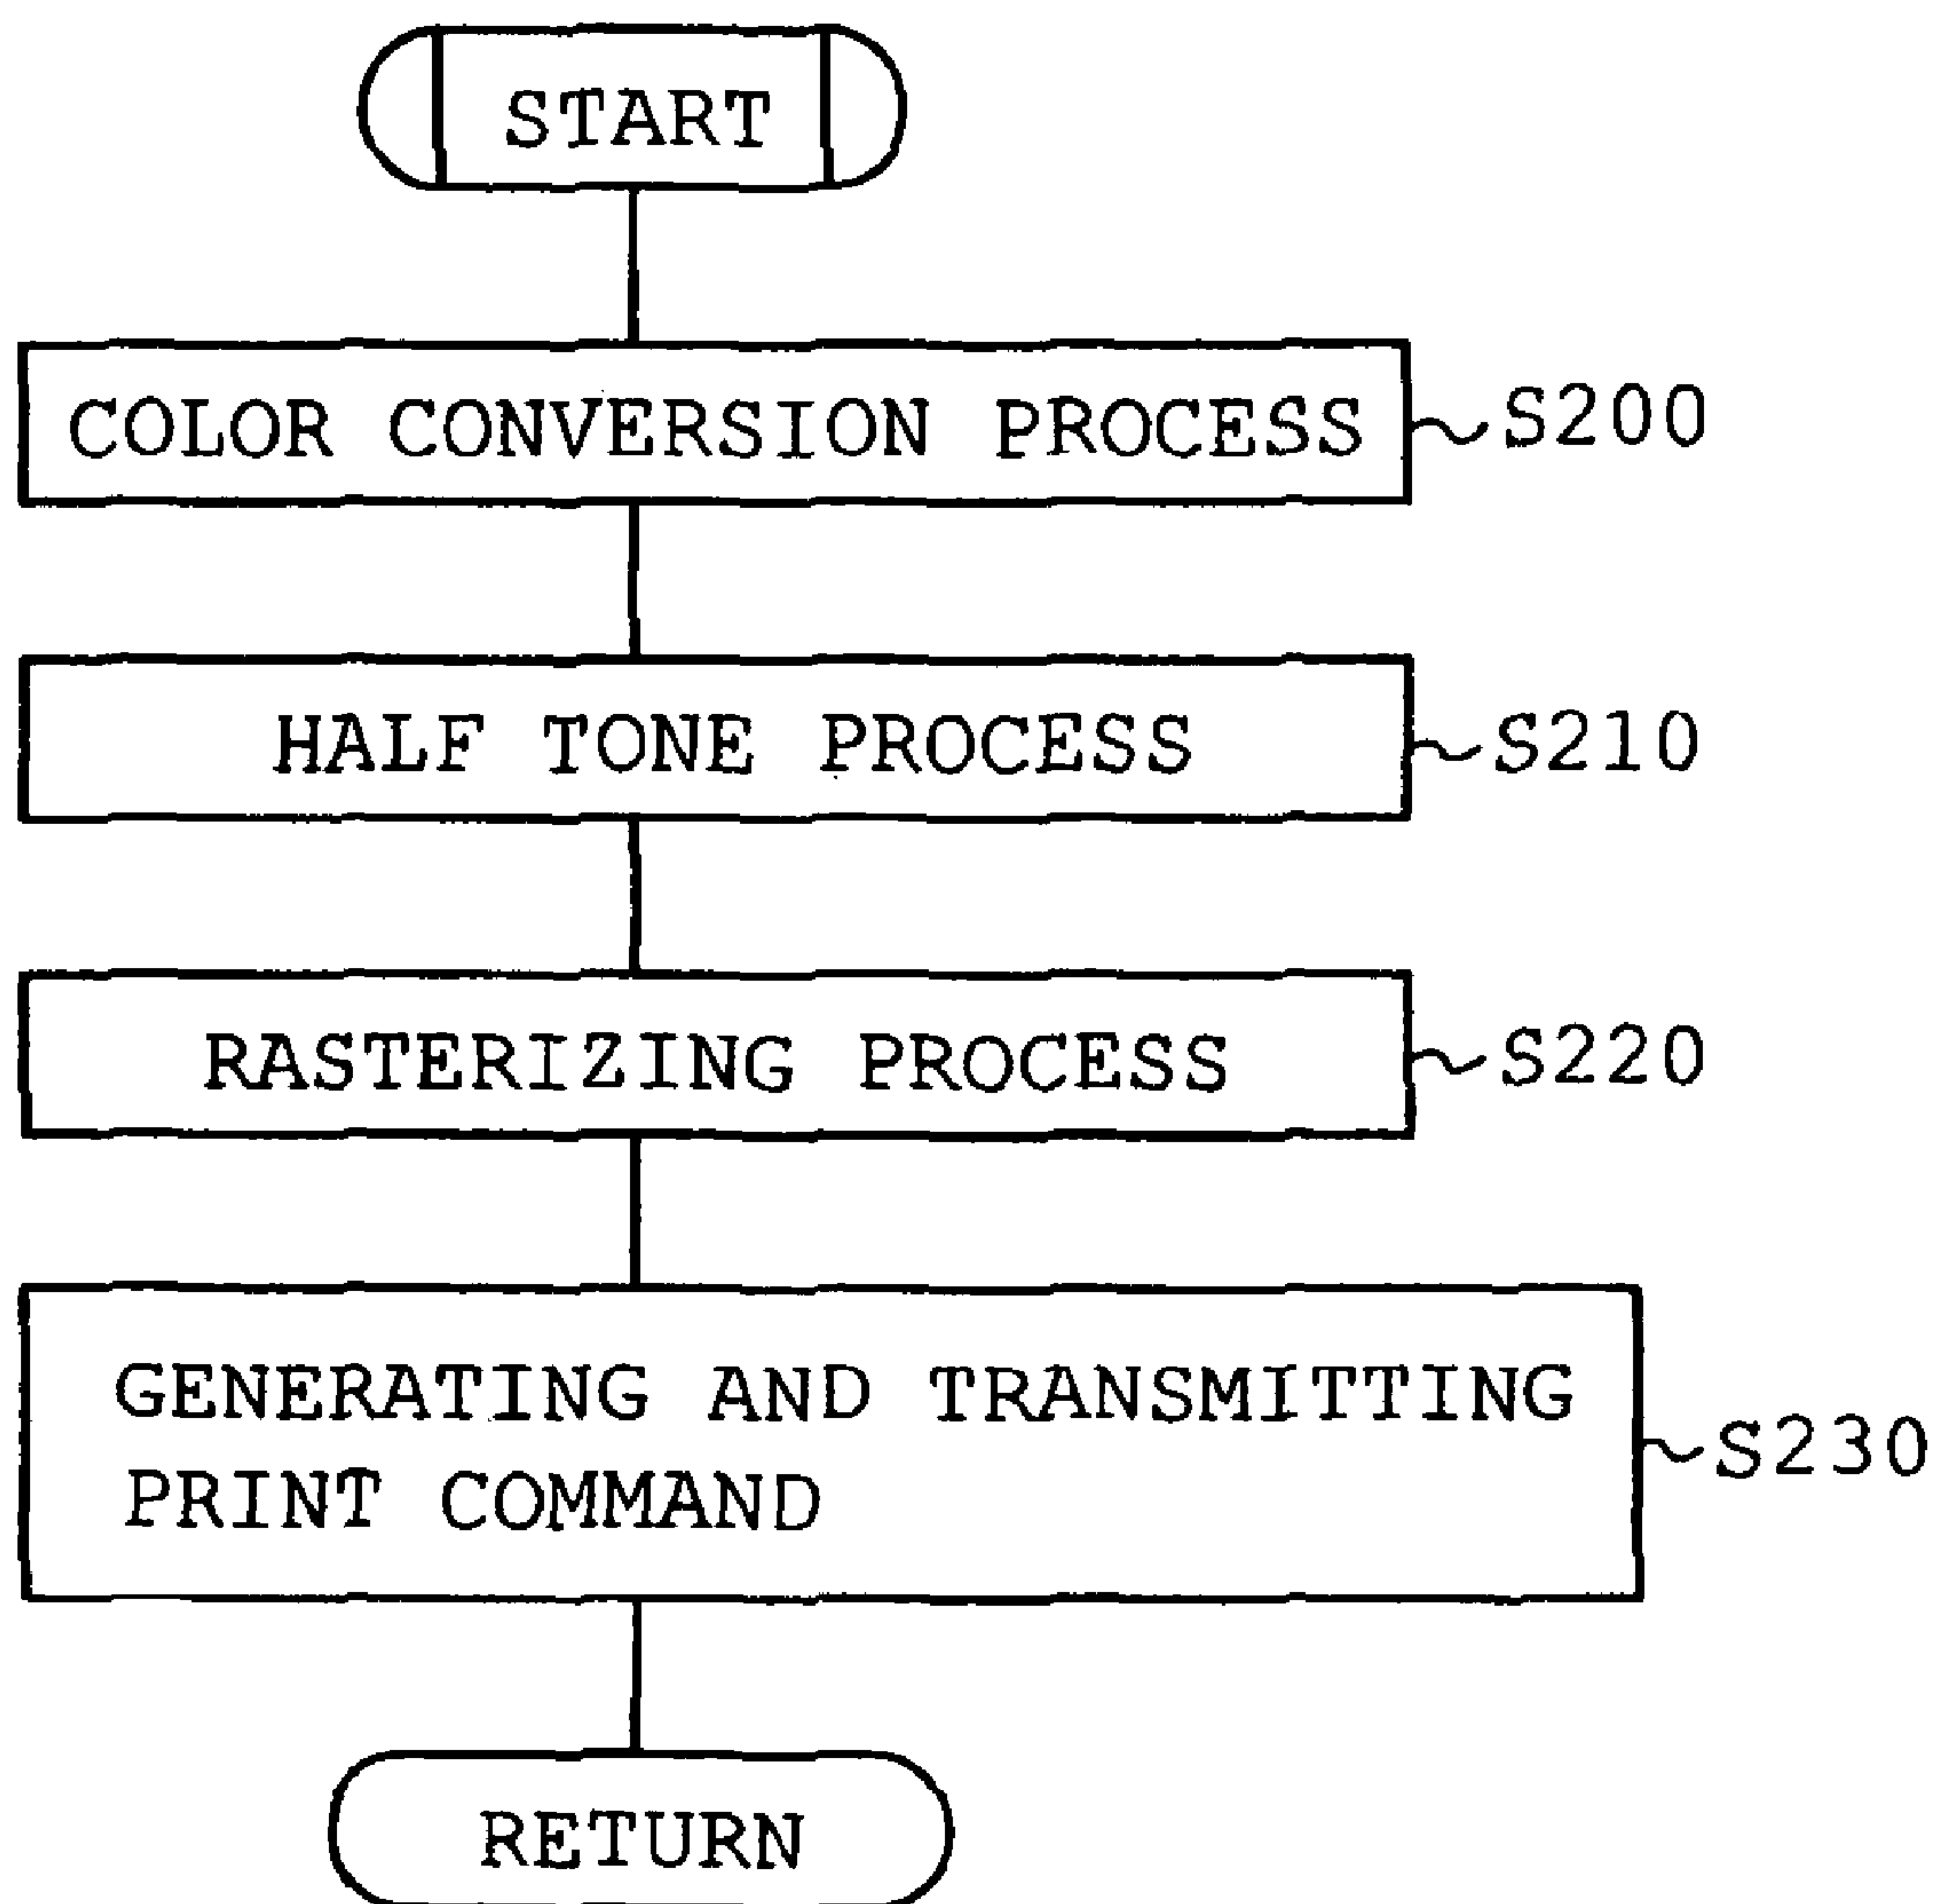 START
COLOR CONVERSION PROCESS S200
HALF TONE PROCESS S210
RASTERIZING PROCESS S220
GENERATING AND TRANSMITTING
PRINT COMMAND
S230
RETURN